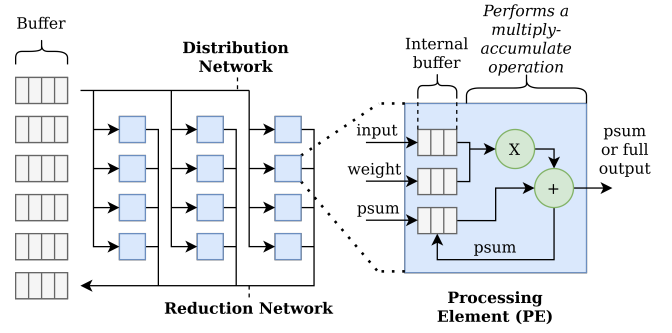 Buffer
Distribution
Network
Reduction Network
Internal
buffer
Performs a
multiply-
accumulate
operation
input
weight
psum
X
+
psum
psum
or full
output
Processing
Element (PE)